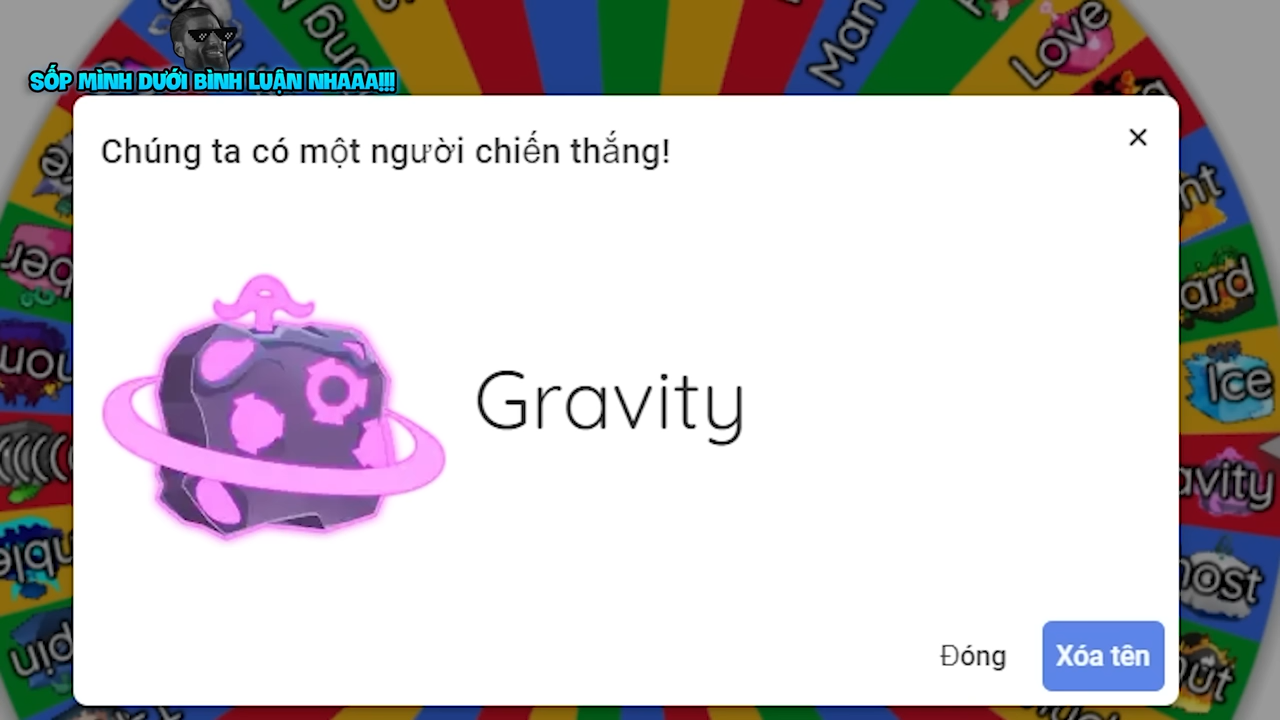 SỐP MÌNH DƯỚI BÌNH LUẬN NHAAA!!!
Chúng ta có một người chiến thắng!
Gravity
Đóng
Xóa tên
Love
Ice